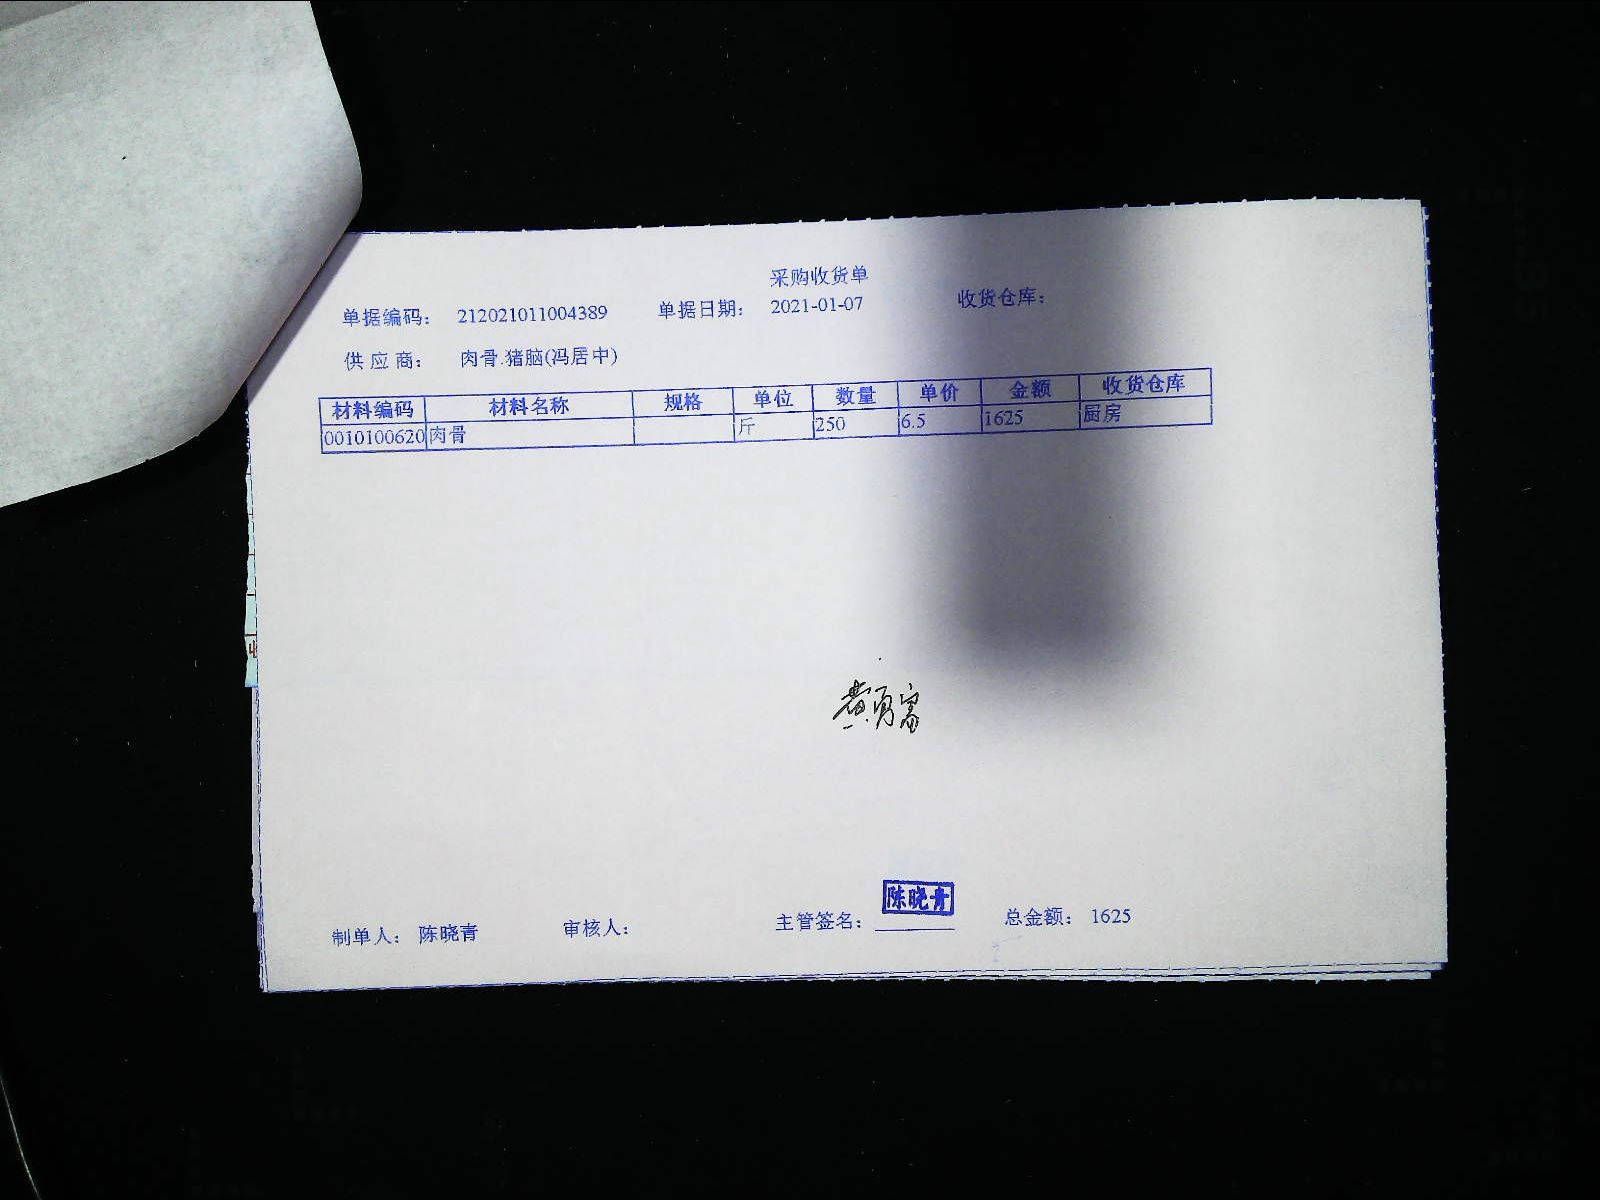 采购收货单
单据编码： 212021011004389 单据日期： 2021-01-07 收货仓库：
供应商： 肉骨.猪脑(冯居中)
材料编码 材料名称 规格 单位 数量 单价 金额 收货仓库
0010100620 肉骨 斤 250 6.5 1625 厨房
黄勇富
陈晓青
制单人： 陈晓青 审核人： 主管签名： 总金额： 1625